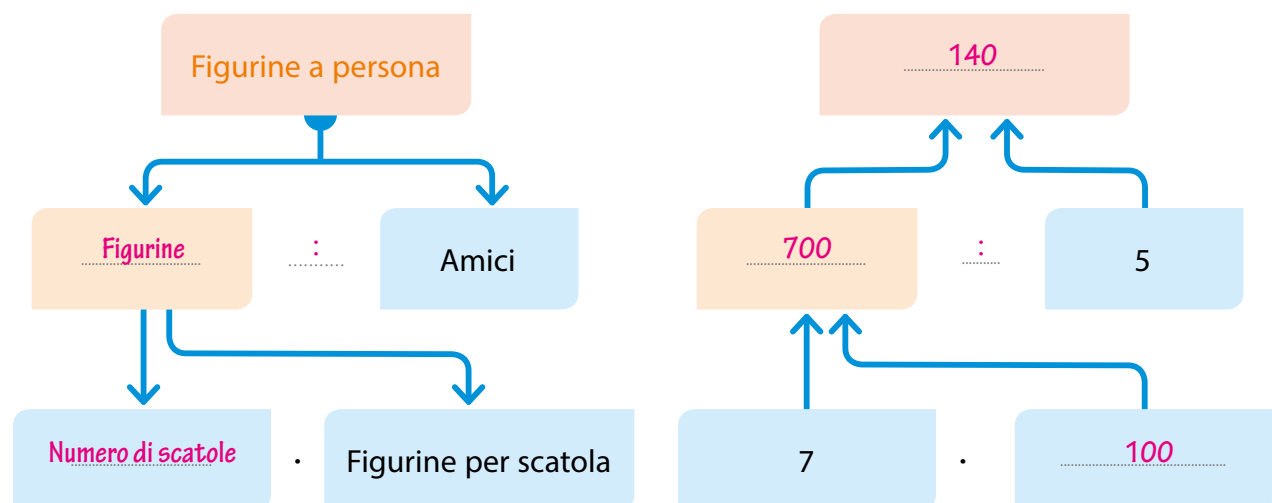 Figurine a persona
140
Figurine : Amici
700 : 5
Numero di scatole · Figurine per scatola
7 · 100